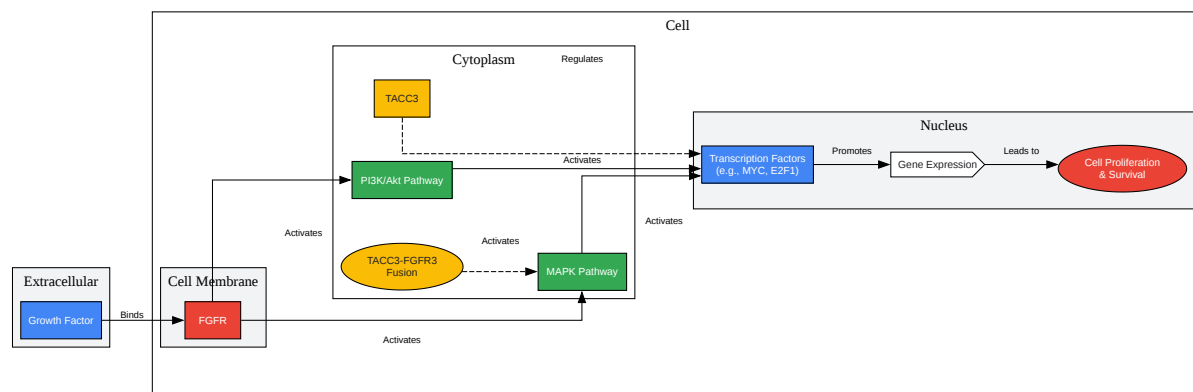 Cell
Cytoplasm
Regulates
TACC3
Nucleus
Transcription Factors
(e.g., MYC, E2F1)
Promotes
Gene Expression
Leads to
Cell Proliferation
& Survival
Activates
PI3K/Akt Pathway
Activates
Activates
Activates
TACC3-FGFR3
Fusion
MAPK Pathway
Extracellular
Growth Factor
Binds
Cell Membrane
FGFR
Activates